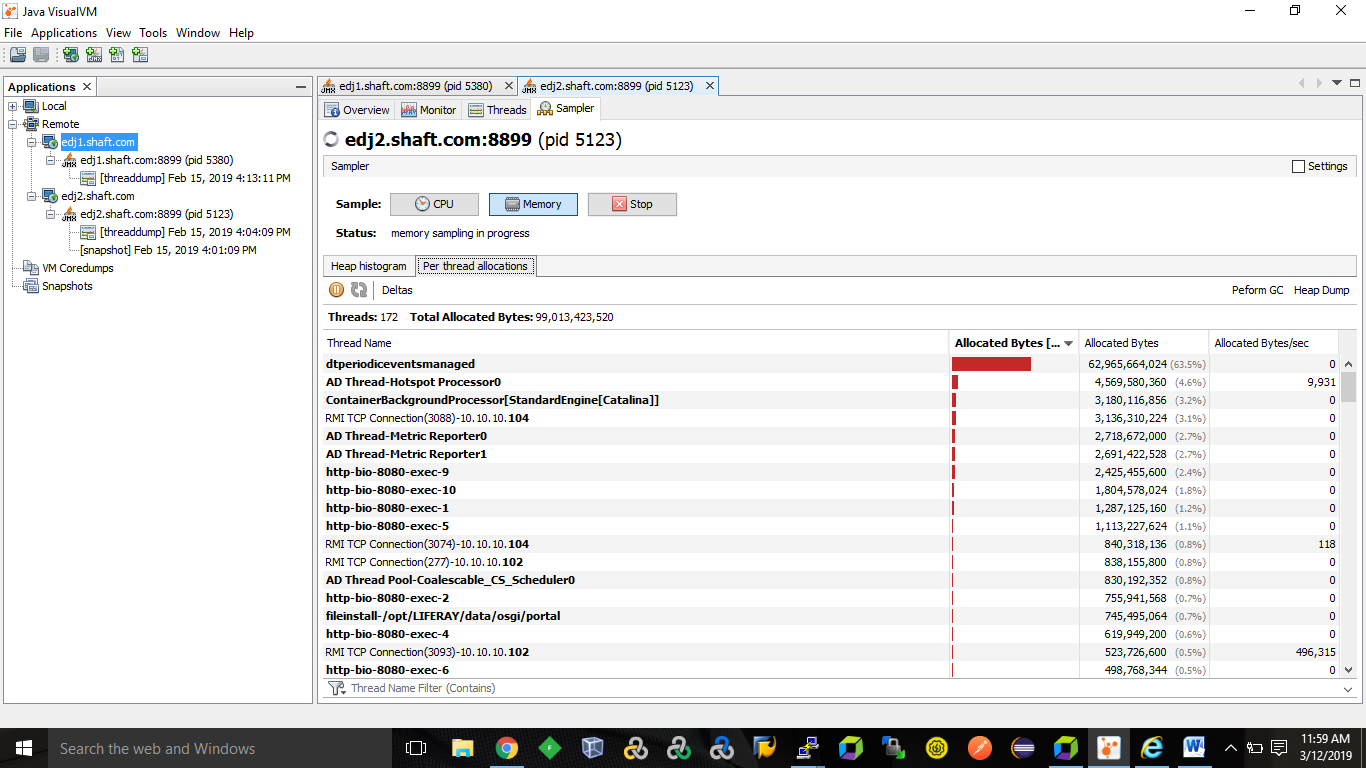 Java VisualVM
File Applications View Tools Window Help
Applications
Local
Remote
edj1.shaft.com
edj1.shaft.com:8899 (pid 5380)
[threaddump] Feb 15, 2019 4:13:11 PM
edj2.shaft.com
edj2.shaft.com:8899 (pid 5123)
[threaddump] Feb 15, 2019 4:04:09 PM
[snapshot] Feb 15, 2019 4:01:09 PM
VM Coredumps
Snapshots
edj1.shaft.com:8899 (pid 5380) edj2.shaft.com:8899 (pid 5123)
Overview Monitor Threads Sampler
edj2.shaft.com:8899 (pid 5123)
Sampler Settings
Sample: CPU Memory Stop
Status: memory sampling in progress
Heap histogram Per thread allocations
Deltas Peform GC Heap Dump
Threads: 172 Total Allocated Bytes: 99,013,423,520
Thread Name Allocated Bytes [... Allocated Bytes Allocated Bytes/sec
dtperiodiceventsmanaged 62,965,664,024 (63.5%) 0
AD Thread-Hotspot Processor0 4,569,580,360 (4.6%) 9,931
ContainerBackgroundProcessor[StandardEngine[Catalina]] 3,180,116,856 (3.2%) 0
RMI TCP Connection(3088)-10.10.10.104 3,136,310,224 (3.1%) 0
AD Thread-Metric Reporter0 2,718,672,000 (2.7%) 0
AD Thread-Metric Reporter1 2,691,422,528 (2.7%) 0
http-bio-8080-exec-9 2,425,455,600 (2.4%) 0
http-bio-8080-exec-10 1,804,578,024 (1.8%) 0
http-bio-8080-exec-1 1,287,125,160 (1.2%) 0
http-bio-8080-exec-5 1,113,227,624 (1.1%) 0
RMI TCP Connection(3074)-10.10.10.104 840,318,136 (0.8%) 118
RMI TCP Connection(277)-10.10.10.102 838,155,800 (0.8%) 0
AD Thread Pool-Coalescable_CS_Scheduler0 830,192,352 (0.8%) 0
http-bio-8080-exec-2 755,941,568 (0.7%) 0
fileinstall-/opt/LIFERAY/data/osgi/portal 745,495,064 (0.7%) 0
http-bio-8080-exec-4 619,949,200 (0.6%) 0
RMI TCP Connection(3093)-10.10.10.102 523,726,600 (0.5%) 496,315
http-bio-8080-exec-6 498,768,344 (0.5%) 0
Thread Name Filter (Contains)
Search the web and Windows
11:59 AM
3/12/2019